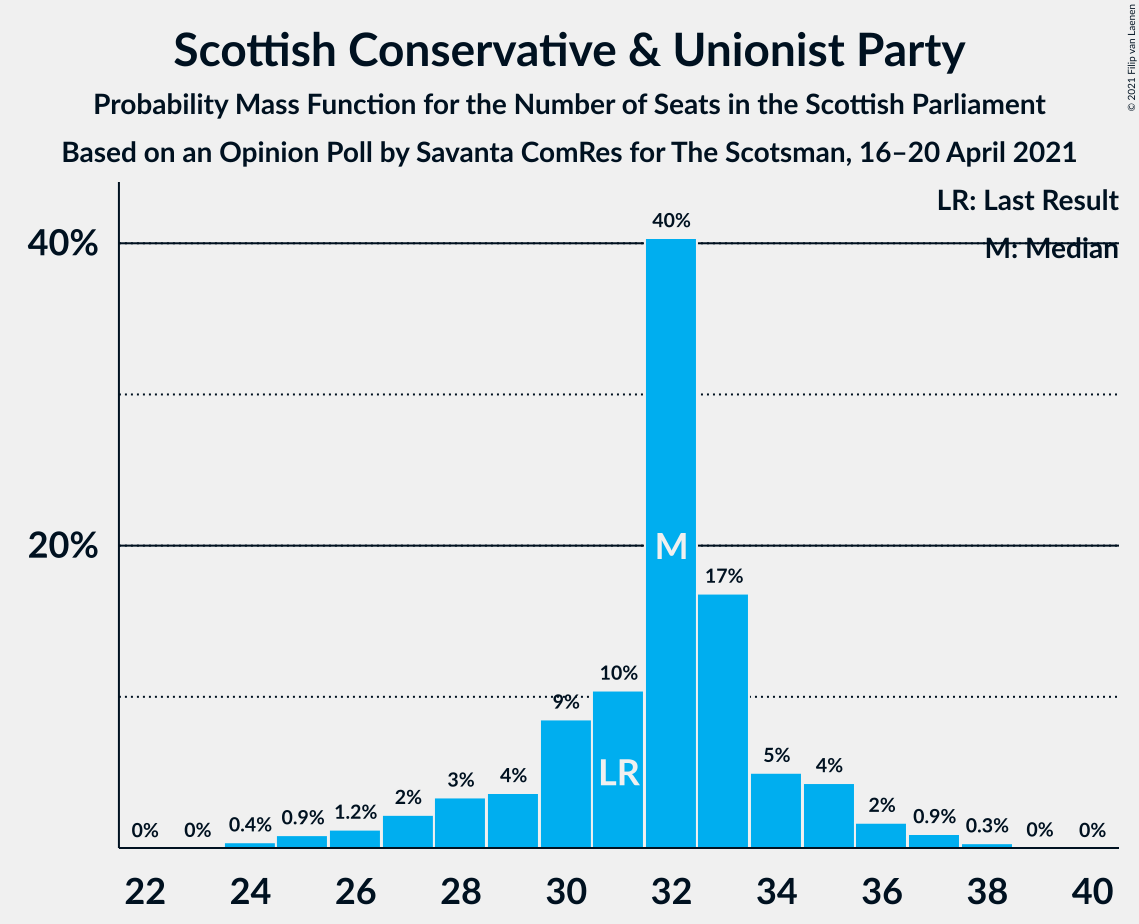 Scottish Conservative & Unionist Party
Probability Mass Function for the Number of Seats in the Scottish Parliament
Based on an Opinion Poll by Savanta ComRes for The Scotsman, 16–20 April 2021
© 2021 Filip van Laenen
LR: Last Result
M: Median
40%
20%
0%
0%
0.4%
0.9%
1.2%
2%
3%
4%
9%
10%
40%
17%
5%
4%
2%
0.9%
0.3%
0%
0%
LR
M
22 24 26 28 30 32 34 36 38 40